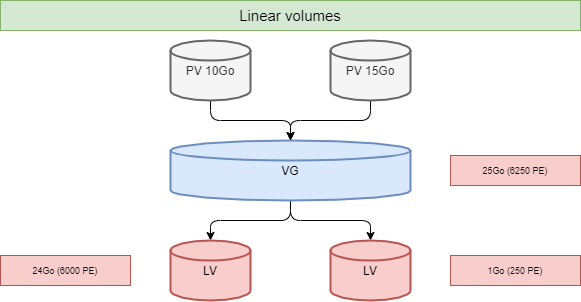 Linear volumes
PV 10Go
PV 15Go
VG
25Go (6250 PE)
24Go (6000 PE)
LV
LV
1Go (250 PE)